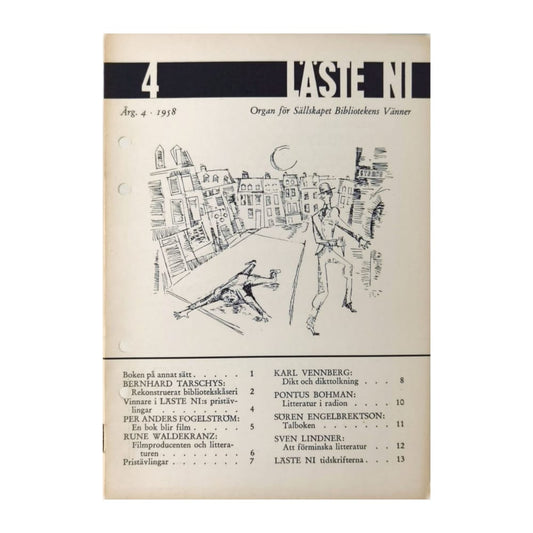 4 LÄSTE NI
Årg. 4 · 1958 Organ för Sällskapet Bibliotekens Vänner
Boken på annat sätt . . . . . 1
BERNHARD TARSCHYS:
Rekonstruerat bibliotekskåseri 2
Vinnare i LÄSTE NI:s pristäv-
lingar . . . . . . . . 4
PER ANDERS FOGELSTRÖM:
En bok blir film . . . . . 5
RUNE WALDEKRANZ:
Filmproducenten och littera-
turen . . . . . . . . 6
Pristävlingar . . . . . . . 7
KARL VENNBERG:
Dikt och dikttolkning . . . . 8
PONTUS BOHMAN:
Litteratur i radion . . . . . 10
SÖREN ENGELBREKTSON:
Talboken . . . . . . . 11
SVEN LINDNER:
Att förminska litteratur . . . 12
LÄSTE NI tidskrifterna . . . 13